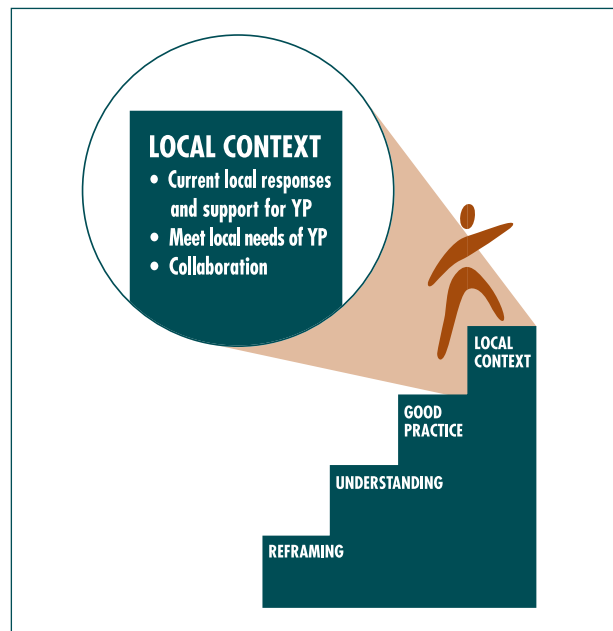 LOCAL CONTEXT
• Current local responses
and support for YP
• Meet local needs of YP
• Collaboration
LOCAL
CONTEXT
GOOD
PRACTICE
UNDERSTANDING
REFRAMING